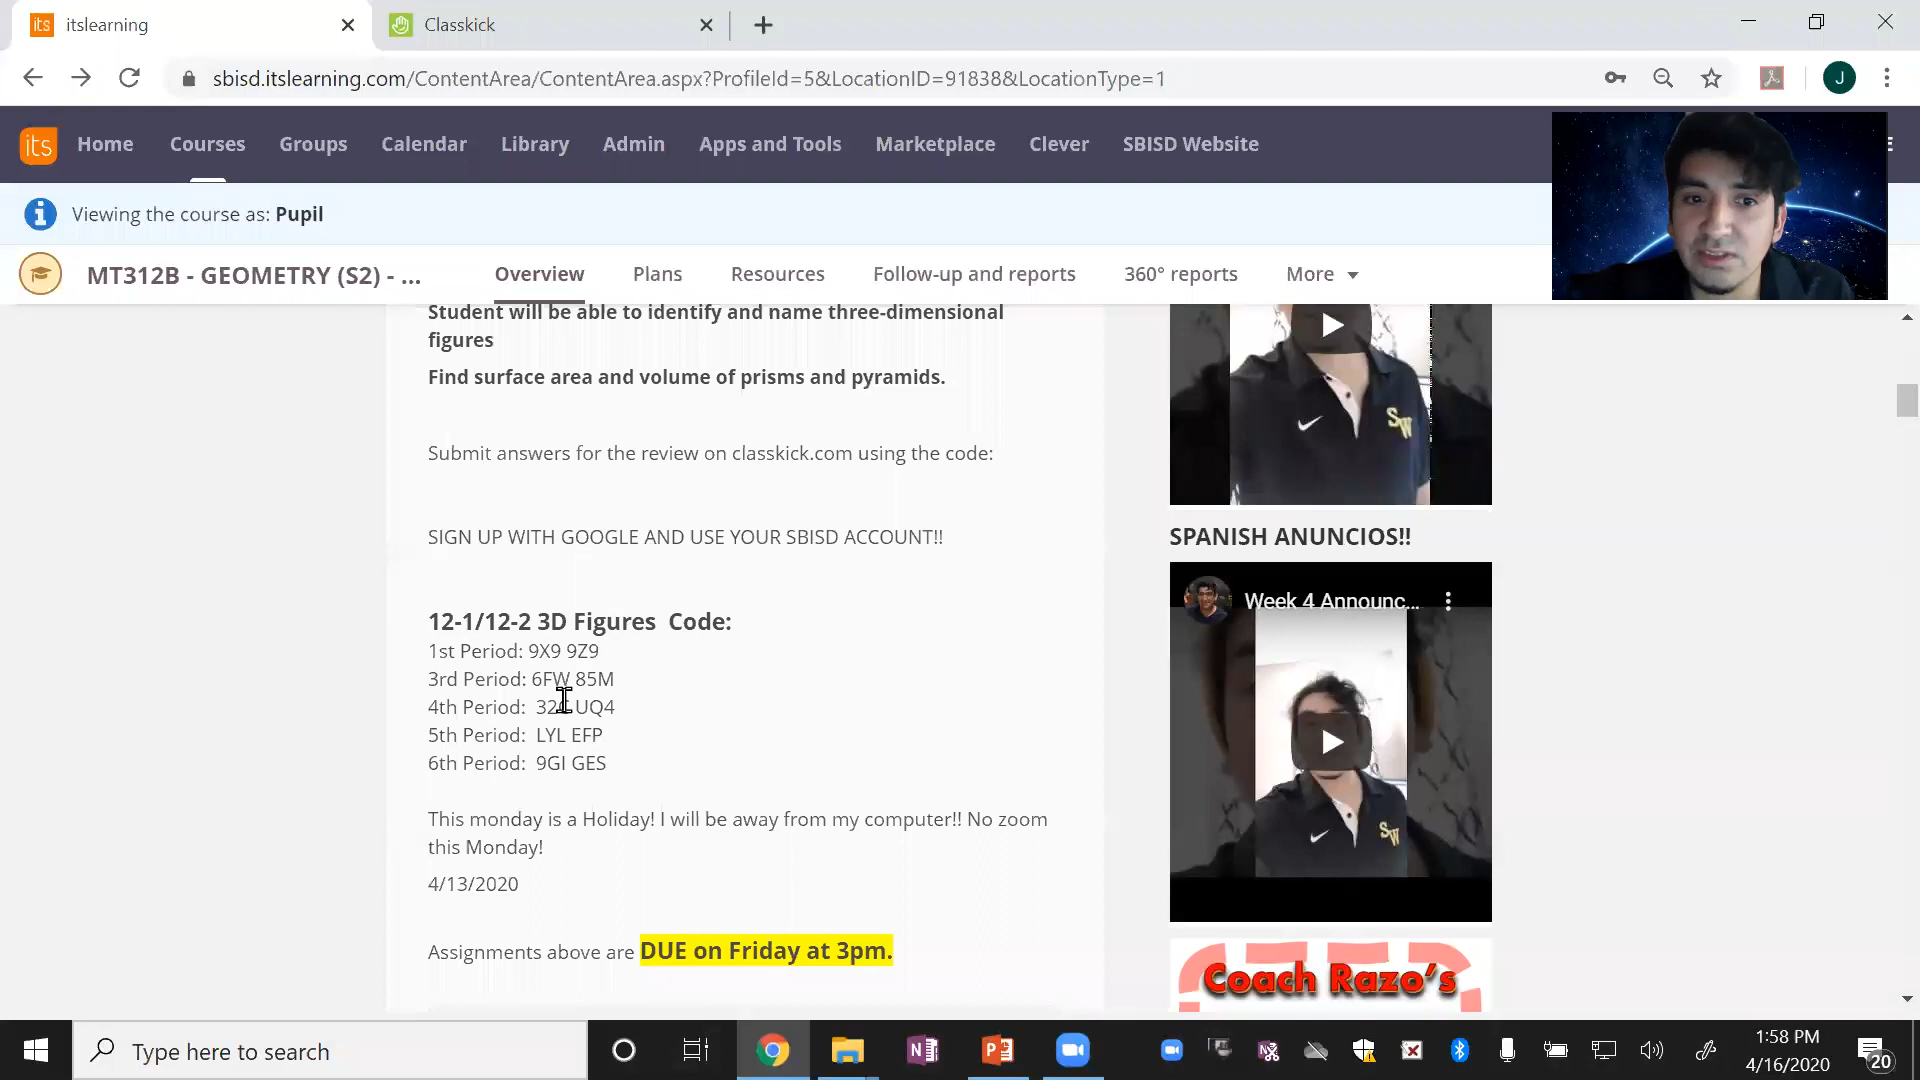 itslearning
Classkick
sbisd.itslearning.com/ContentArea/ContentArea.aspx?ProfileId=5&LocationID=91838&LocationType=1
J
its Home Courses Groups Calendar Library Admin Apps and Tools Marketplace Clever SBISD Website
Viewing the course as: Pupil
MT312B - GEOMETRY (S2) - ... Overview Plans Resources Follow-up and reports 360° reports More
Student will be able to identify and name three-dimensional
figures
Find surface area and volume of prisms and pyramids.
Submit answers for the review on classkick.com using the code:
SIGN UP WITH GOOGLE AND USE YOUR SBISD ACCOUNT!!
12-1/12-2 3D Figures Code:
1st Period: 9X9 9Z9
3rd Period: 6FW 85M
4th Period: UQ4
5th Period: LYL EFP
6th Period: 9GI GES
This monday is a Holiday! I will be away from my computer!! No zoom
this Monday!
4/13/2020
Assignments above are DUE on Friday at 3pm.
SW
SPANISH ANUNCIOS!!
Week 4 Announc...
SW
Coach Razo's
Type here to search
1:58 PM
4/16/2020
20